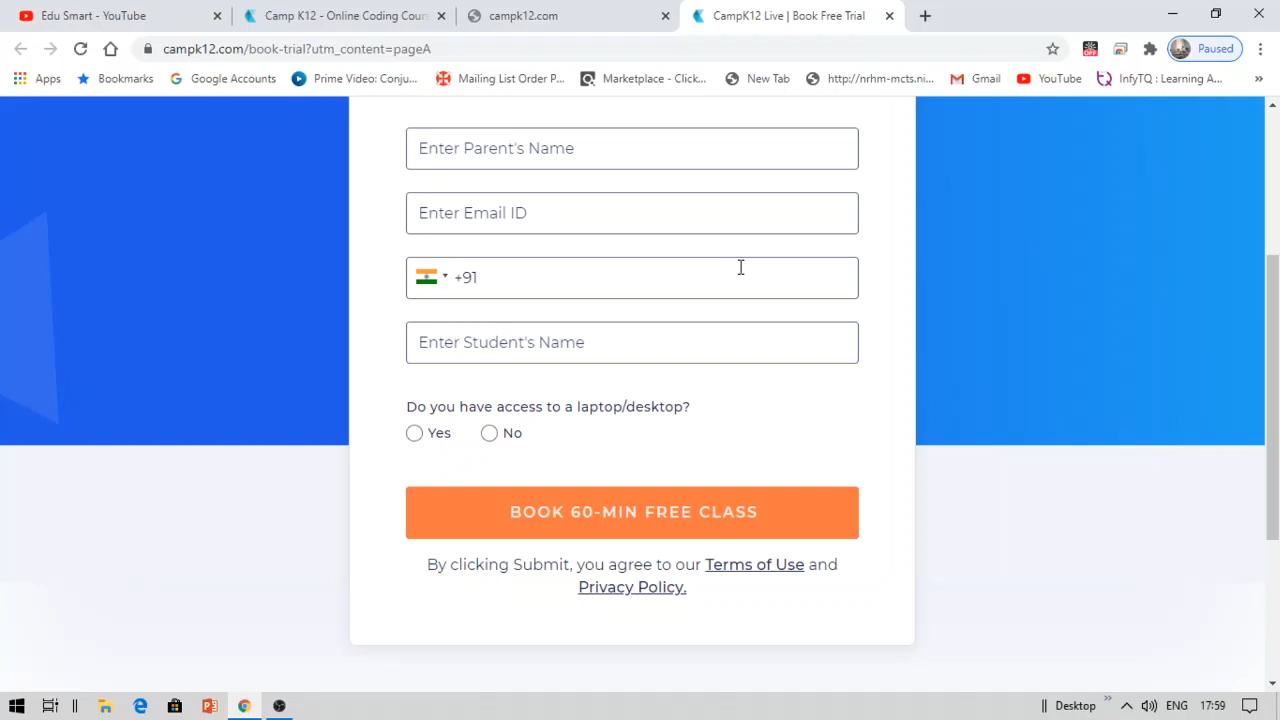 Edu Smart - YouTube
Camp K12 - Online Coding Cours
campk12.com
CampK12 Live | Book Free Trial
campk12.com/book-trial?utm_content=pageA
OFF
Paused
Apps
Bookmarks
Google Accounts
Prime Video: Conju...
Mailing List Order P...
Marketplace - Click...
New Tab
http://nrhm-mcts.ni...
Gmail
YouTube
InfyTQ : Learning A...
»
Enter Parent's Name
Enter Email ID
+91
Enter Student's Name
Do you have access to a laptop/desktop?
Yes No
BOOK 60-MIN FREE CLASS
By clicking Submit, you agree to our Terms of Use and
Privacy Policy.
Desktop
»
ENG
17:59